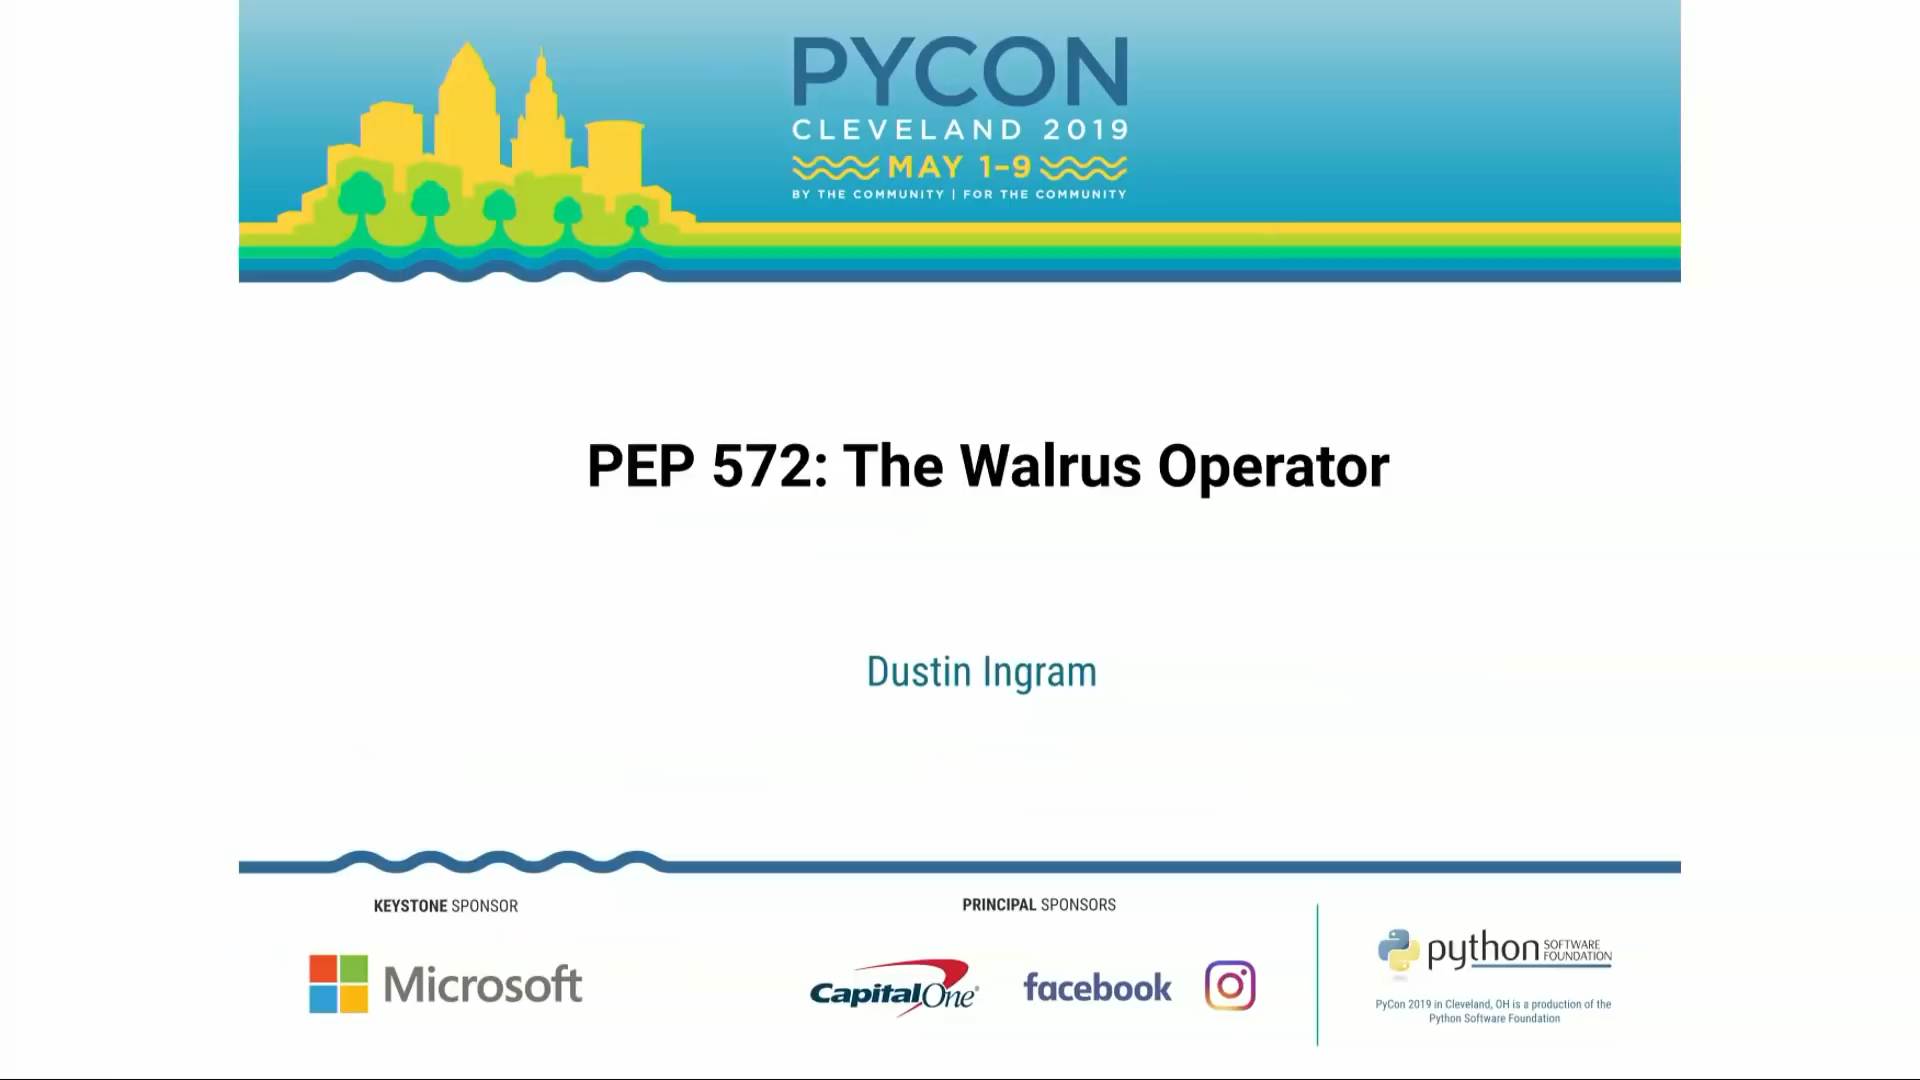 PYCON
CLEVELAND 2019
MAY 1-9
BY THE COMMUNITY | FOR THE COMMUNITY
PEP 572: The Walrus Operator
Dustin Ingram
KEYSTONE SPONSOR
Microsoft
PRINCIPAL SPONSORS
CapitalOne
facebook
python SOFTWARE
FOUNDATION
PyCon 2019 in Cleveland, OH is a production of the
Python Software Foundation